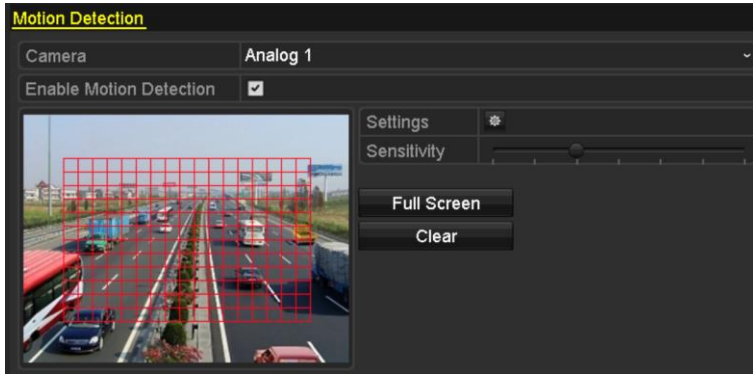 Motion Detection
Camera Analog 1
Enable Motion Detection
Settings
Sensitivity
Full Screen
Clear